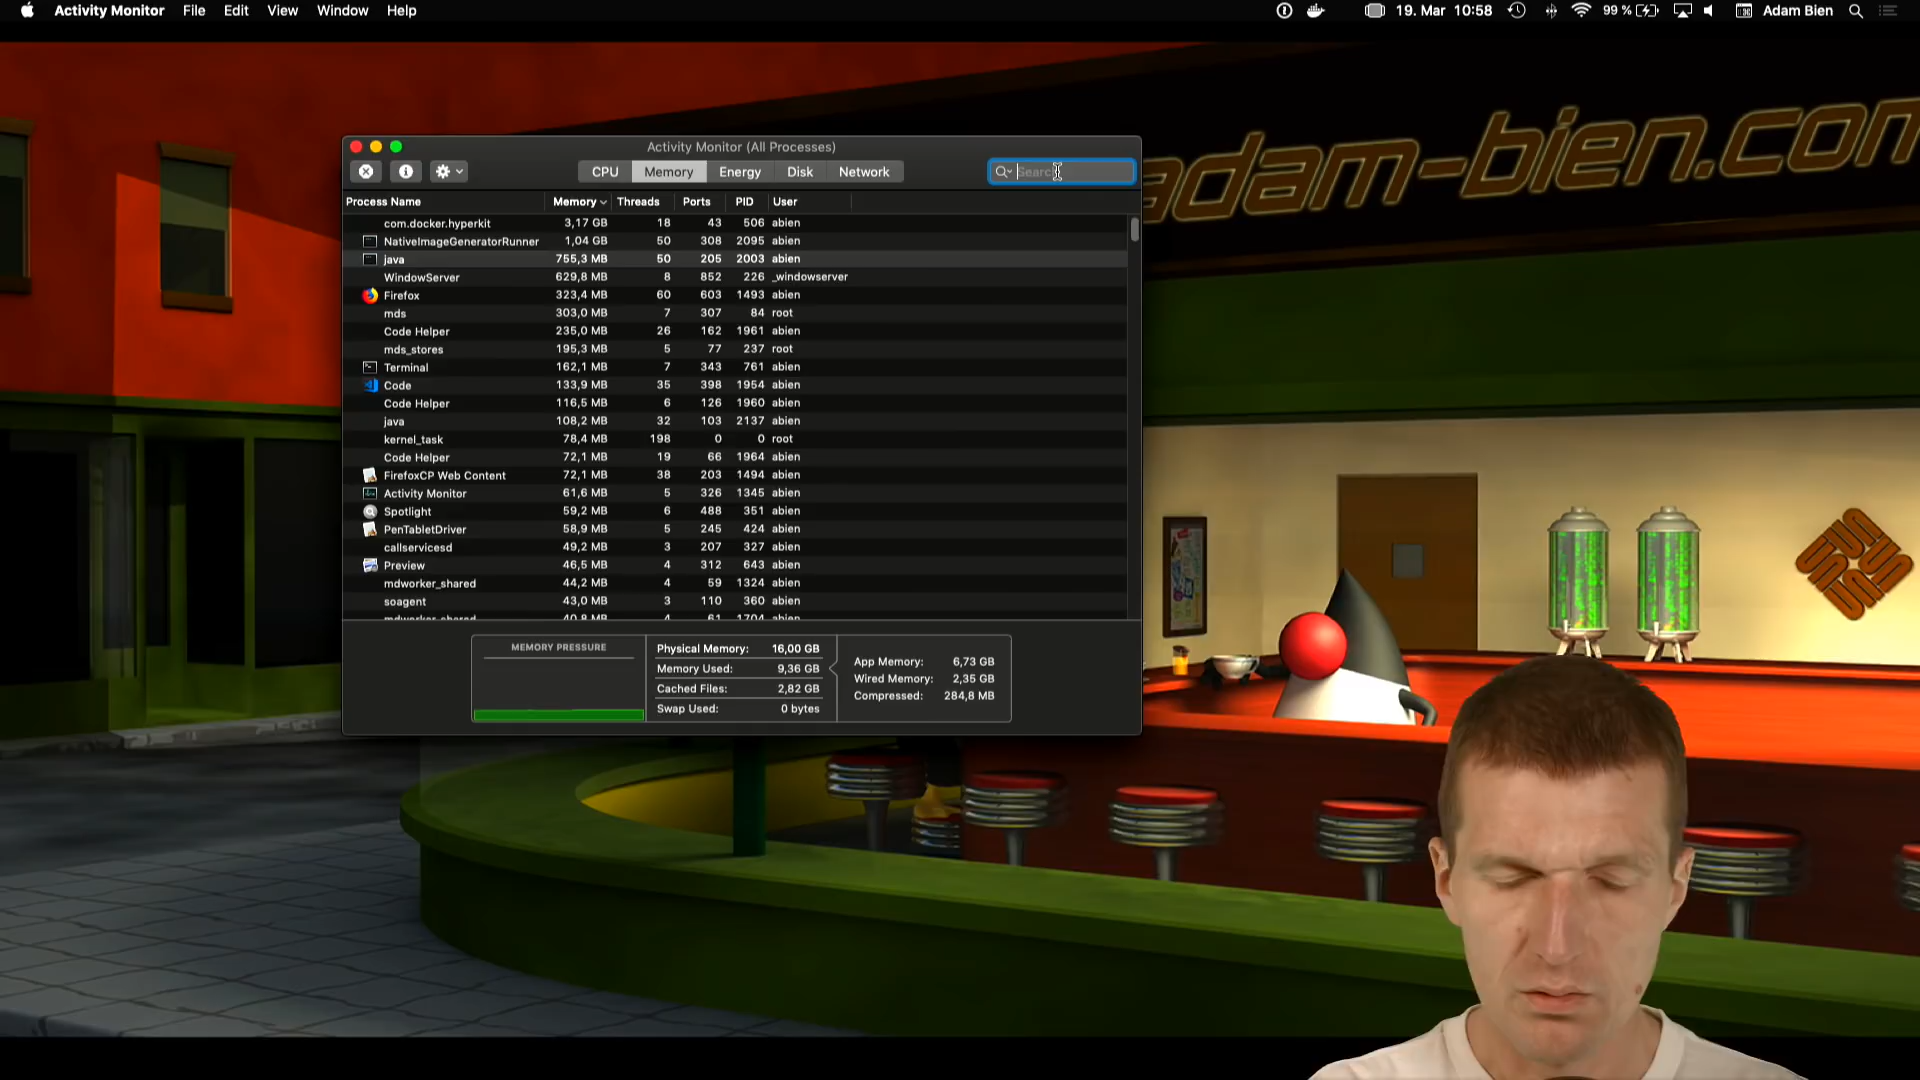 Activity Monitor File Edit View Window Help
19. Mar 10:58 99 % Adam Bien
adam-bien.com
Activity Monitor (All Processes)
CPU Memory Energy Disk Network Search
Process Name Memory Threads Ports PID User
com.docker.hyperkit 3,17 GB 18 43 506 abien
NativeImageGeneratorRunner 1,04 GB 50 308 2095 abien
java 755,3 MB 50 205 2003 abien
WindowServer 629,8 MB 8 852 226 _windowserver
Firefox 323,4 MB 60 603 1493 abien
mds 303,0 MB 7 307 84 root
Code Helper 235,0 MB 26 162 1961 abien
mds_stores 195,3 MB 5 77 237 root
Terminal 162,1 MB 7 343 761 abien
Code 133,9 MB 35 398 1954 abien
Code Helper 116,5 MB 6 126 1960 abien
java 108,2 MB 32 103 2137 abien
kernel_task 78,4 MB 198 0 0 root
Code Helper 72,1 MB 19 66 1964 abien
FirefoxCP Web Content 72,1 MB 38 203 1494 abien
Activity Monitor 61,6 MB 5 326 1345 abien
Spotlight 59,2 MB 6 488 351 abien
PenTabletDriver 58,9 MB 5 245 424 abien
callservicesd 49,2 MB 3 207 327 abien
Preview 46,5 MB 4 312 643 abien
mdworker_shared 44,2 MB 4 59 1324 abien
soagent 43,0 MB 3 110 360 abien
mdworker_shared 40,8 MB 4 61 1704 abien
MEMORY PRESSURE
Physical Memory: 16,00 GB
Memory Used: 9,36 GB
Cached Files: 2,82 GB
Swap Used: 0 bytes
App Memory: 6,73 GB
Wired Memory: 2,35 GB
Compressed: 284,8 MB